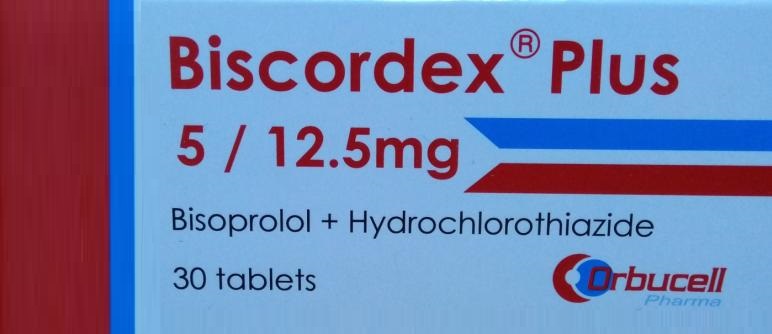 Biscordex® Plus
5 / 12.5mg
Bisoprolol + Hydrochlorothiazide
30 tablets
Orbucell
Pharma